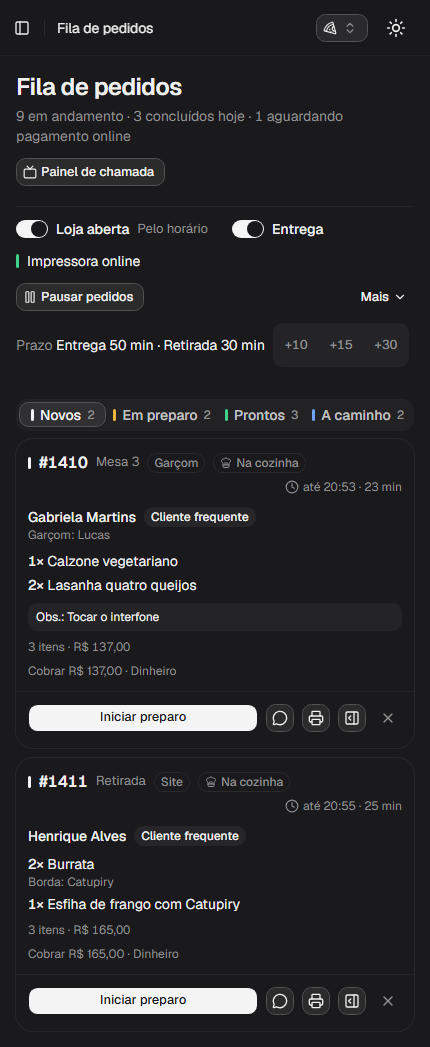 Fila de pedidos
Fila de pedidos
9 em andamento · 3 concluídos hoje · 1 aguardando
pagamento online
Painel de chamada
Loja aberta Pelo horário Entrega
Impressora online
Pausar pedidos Mais
Prazo Entrega 50 min · Retirada 30 min +10 +15 +30
Novos 2 Em preparo 2 Prontos 3 A caminho 2
#1410 Mesa 3 Garçom Na cozinha
até 20:53 · 23 min
Gabriela Martins Cliente frequente
Garçom: Lucas
1× Calzone vegetariano
2× Lasanha quatro queijos
Obs.: Tocar o interfone
3 itens · R$ 137,00
Cobrar R$ 137,00 · Dinheiro
Iniciar preparo
#1411 Retirada Site Na cozinha
até 20:55 · 25 min
Henrique Alves Cliente frequente
2× Burrata
Borda: Catupiry
1× Esfiha de frango com Catupiry
3 itens · R$ 165,00
Cobrar R$ 165,00 · Dinheiro
Iniciar preparo